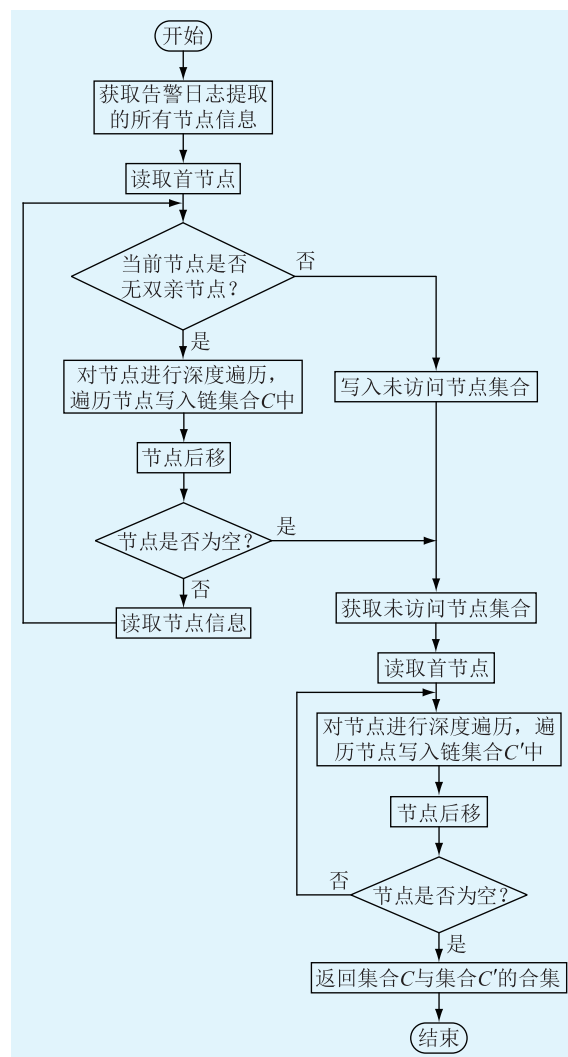 开始
获取告警日志提取
的所有节点信息
读取首节点
当前节点是否
无双亲节点？
否
是
对节点进行深度遍历，
遍历节点写入链集合C中
写入未访问节点集合
节点后移
节点是否为空？
是
否
读取节点信息
获取未访问节点集合
读取首节点
对节点进行深度遍历，遍
历节点写入链集合C′中
节点后移
节点是否为空？
否
是
返回集合C与集合C′的合集
结束